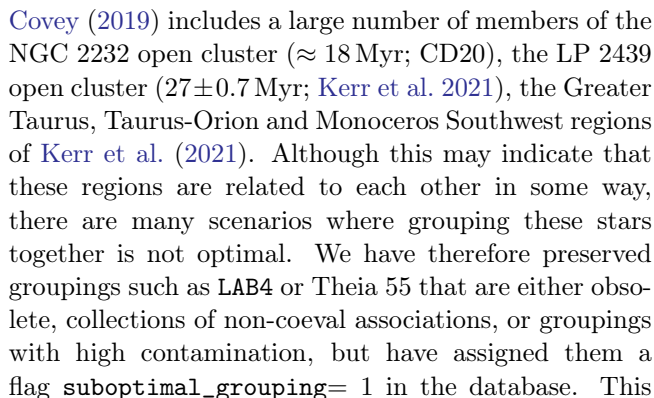 Covey (2019) includes a large number of members of the
NGC 2232 open cluster (≈ 18 Myr; CD20), the LP 2439
open cluster (27±0.7 Myr; Kerr et al. 2021), the Greater
Taurus, Taurus-Orion and Monoceros Southwest regions
of Kerr et al. (2021). Although this may indicate that
these regions are related to each other in some way,
there are many scenarios where grouping these stars
together is not optimal. We have therefore preserved
groupings such as LAB4 or Theia 55 that are either obso-
lete, collections of non-coeval associations, or groupings
with high contamination, but have assigned them a
flag suboptimal_grouping= 1 in the database. This